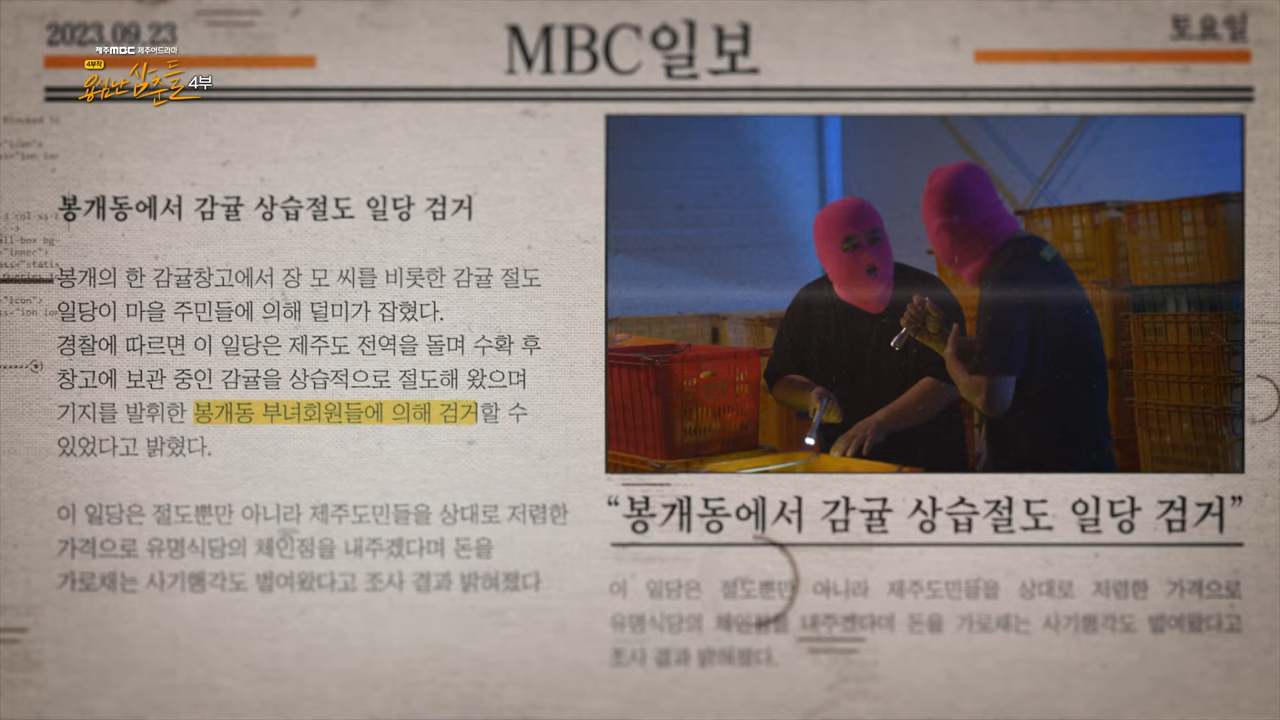 2023.09.23
제주MBC 제주어드라마
4부작
용심난 삼춘들 4부
MBC일보
토요일
봉개동에서 감귤 상습절도 일당 검거
봉개의 한 감귤창고에서 장 모 씨를 비롯한 감귤 절도
일당이 마을 주민들에 의해 덜미가 잡혔다.
경찰에 따르면 이 일당은 제주도 전역을 돌며 수확 후
창고에 보관 중인 감귤을 상습적으로 절도해 왔으며
기지를 발휘한 봉개동 부녀회원들에 의해 검거할 수
있었다고 밝혔다.
이 일당은 절도뿐만 아니라 제주도민들을 상대로 저렴한
가격으로 유명식당의 체인점을 내주겠다며 돈을
가로채는 사기행각도 벌여왔다고 조사 결과 밝혀졌다
“봉개동에서 감귤 상습절도 일당 검거”
이 일당은 절도뿐만 아니라 제주도민들을 상대로 저렴한 가격으로
유명식당의 체인점을 내주겠다며 돈을 가로채는 사기행각도 벌여왔다고
조사 결과 밝혀졌다.